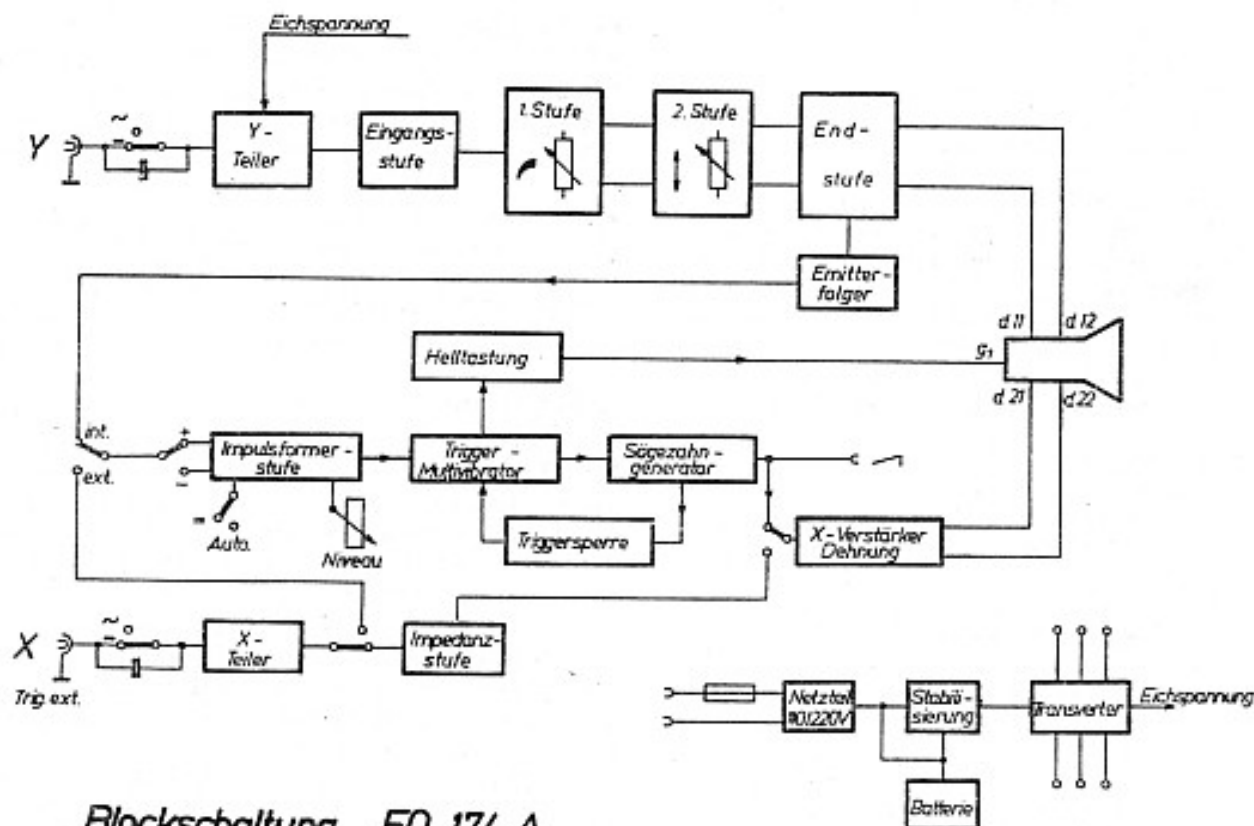 Eichspannung
Y
~
–
Y-
Teiler
Eingangs-
stufe
1. Stufe
2. Stufe
End-
stufe
Emitter-
folger
d 11
d 12
g1
d 21
d 22
Helltastung
int.
ext.
+
–
Impulsformer-
stufe
Trigger-
Multivibrator
Sägezahn-
generator
=
Auto.
Niveau
Triggersperre
X-Verstärker
Dehnung
X
~
–
Trig. ext.
X-
Teiler
Impedanz-
stufe
Netzteil
220V
Stabili-
sierung
Transverter
Eichspannung
Batterie
Blockschaltung EO 174 A